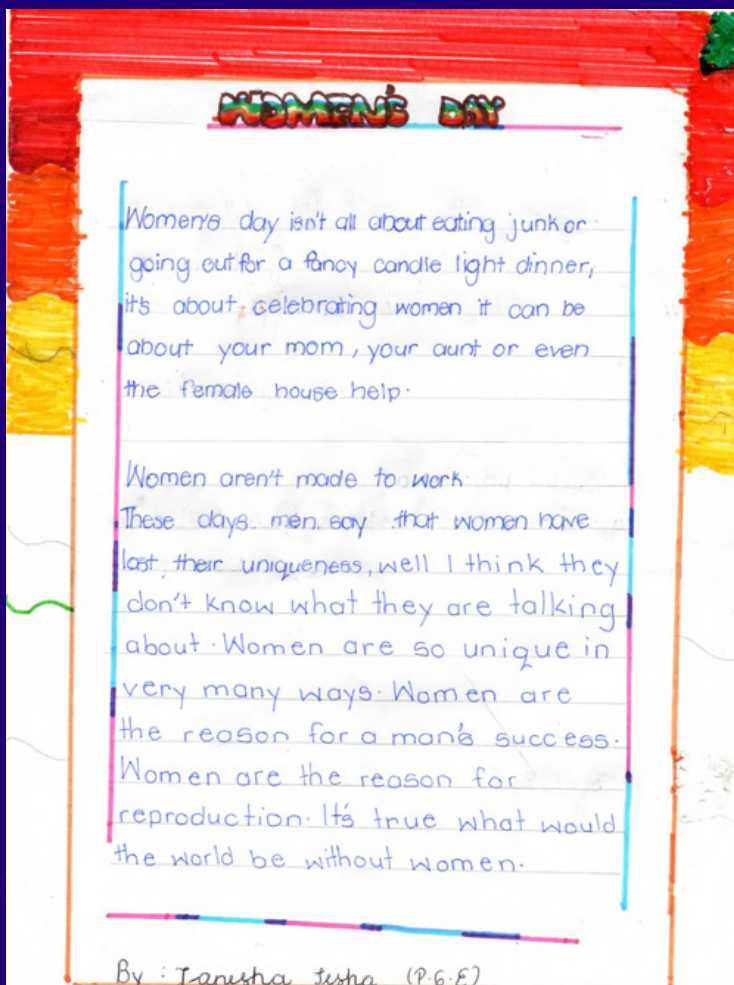 WOMEN'S DAY
Women's day isn't all about eating junk or
going out for a fancy candle light dinner,
it's about celebrating women it can be
about your mom, your aunt or even
the female house help.
Women aren't made to work.
These days men say that women have
lost their uniqueness, well I think they
don't know what they are talking
about. Women are so unique in
very many ways. Women are
the reason for a man's success.
Women are the reason for
reproduction. It's true what would
the world be without women.
By : Tanisha (P.6.E)